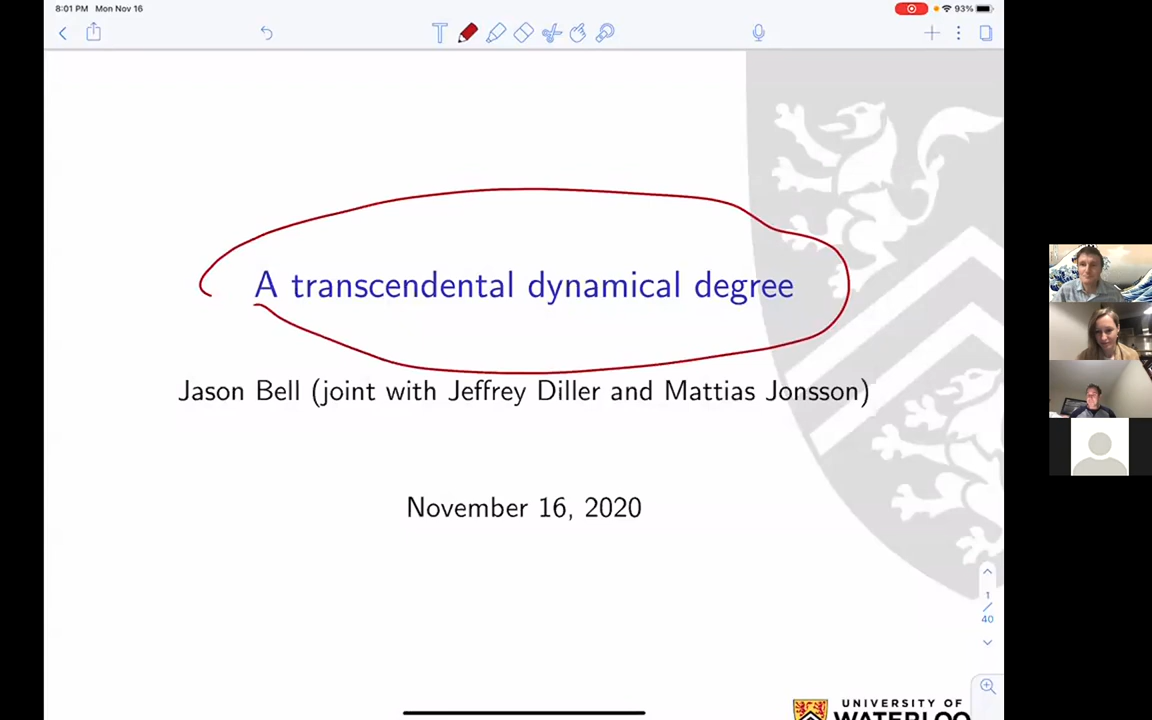 8:01 PM Mon Nov 16
93%
T
A transcendental dynamical degree
Jason Bell (joint with Jeffrey Diller and Mattias Jonsson)
November 16, 2020
1
/
40
UNIVERSITY OF
WATERLOO